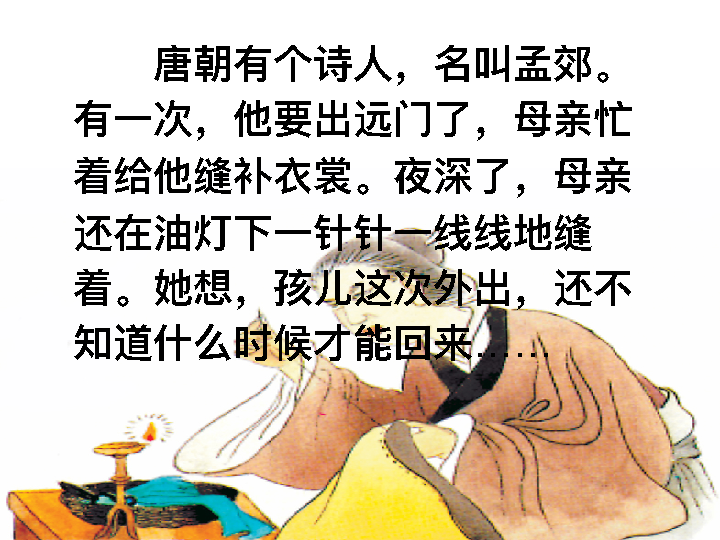 唐朝有个诗人，名叫孟郊。
有一次，他要出远门了，母亲忙
着给他缝补衣裳。夜深了，母亲
还在油灯下一针针一线线地缝
着。她想，孩儿这次外出，还不
知道什么时候才能回来……